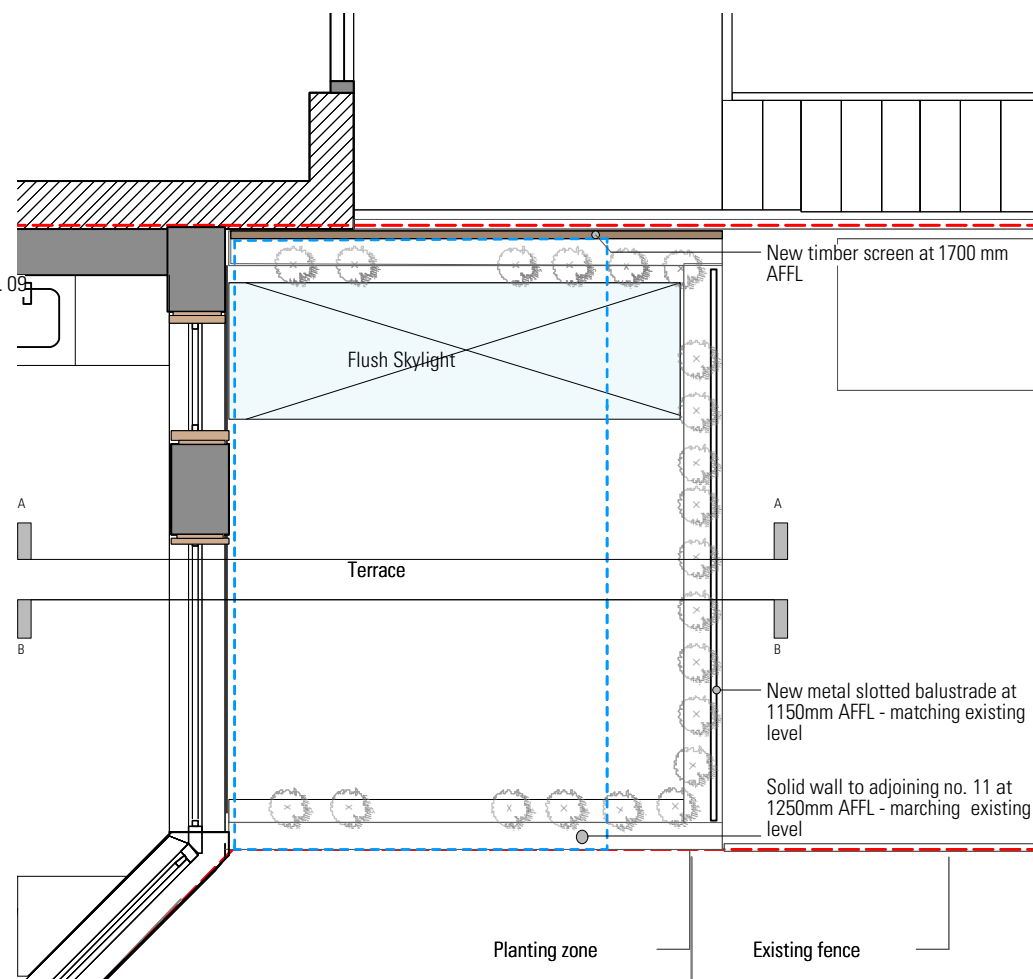 New timber screen at 1700 mm
AFFL
. 09
Flush Skylight
A
A
Terrace
B
B
New metal slotted balustrade at
1150mm AFFL - matching existing
level
Solid wall to adjoining no. 11 at
1250mm AFFL - marching existing
level
Planting zone
Existing fence